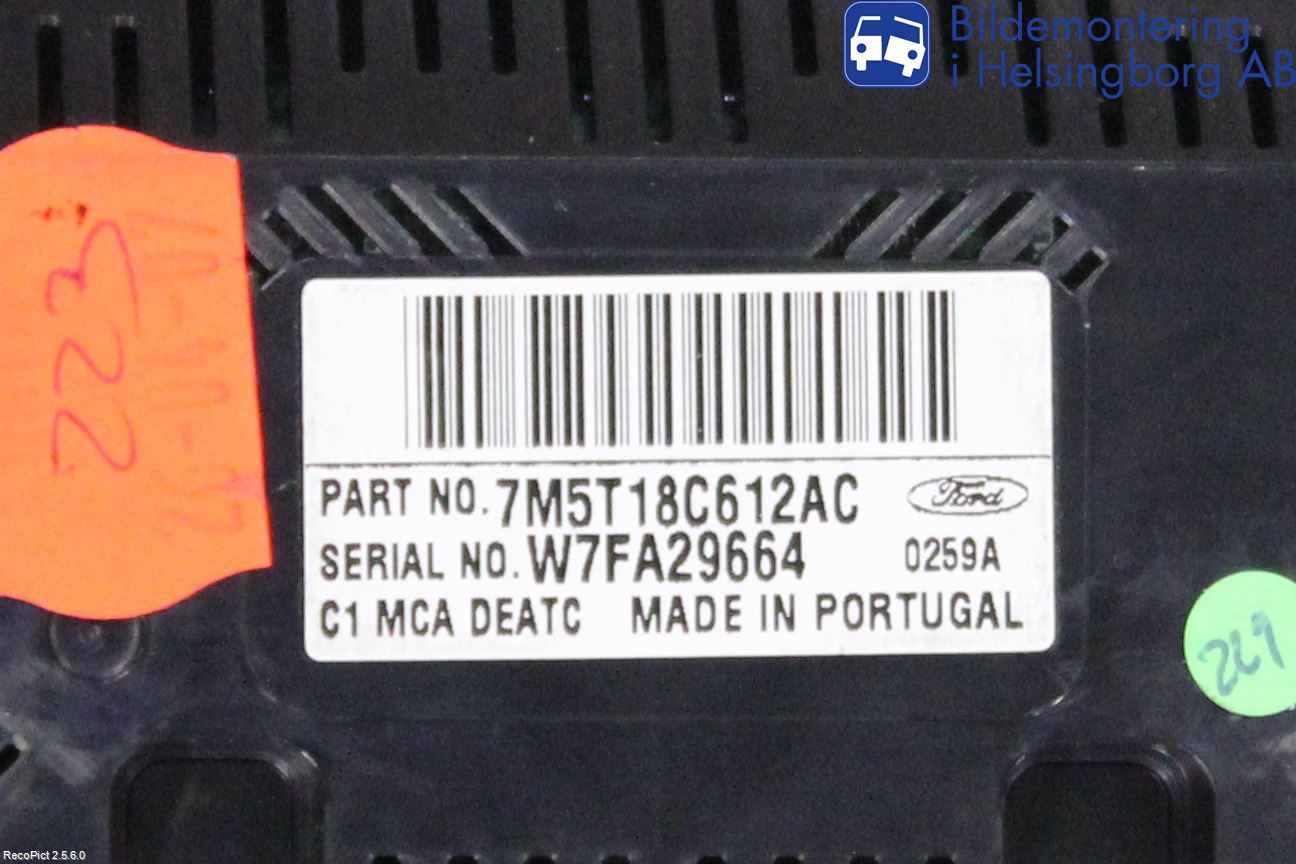 Bildemontering
i Helsingborg AB
322
PART NO. 7M5T18C612AC Ford
SERIAL NO. W7FA29664 0259A
C1 MCA DEATC MADE IN PORTUGAL
RecoPict 2.5.6.0